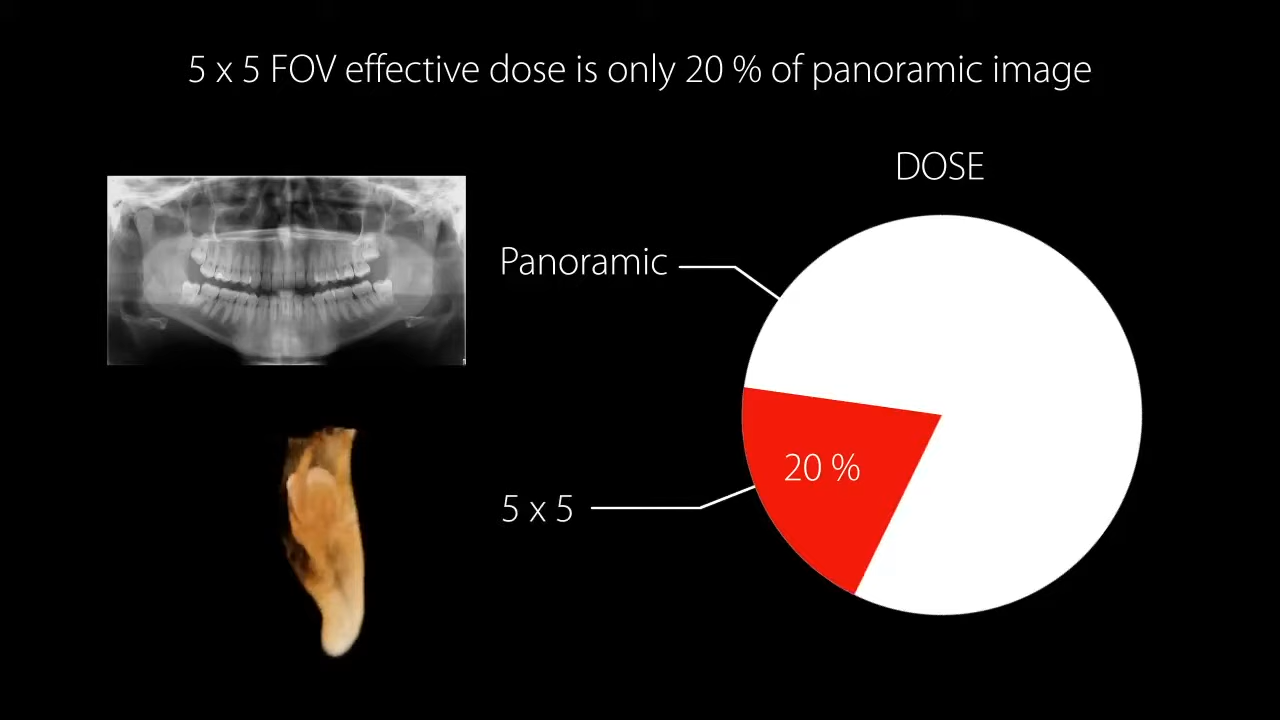 5 x 5 FOV effective dose is only 20 % of panoramic image
DOSE
Panoramic
20 %
5 x 5